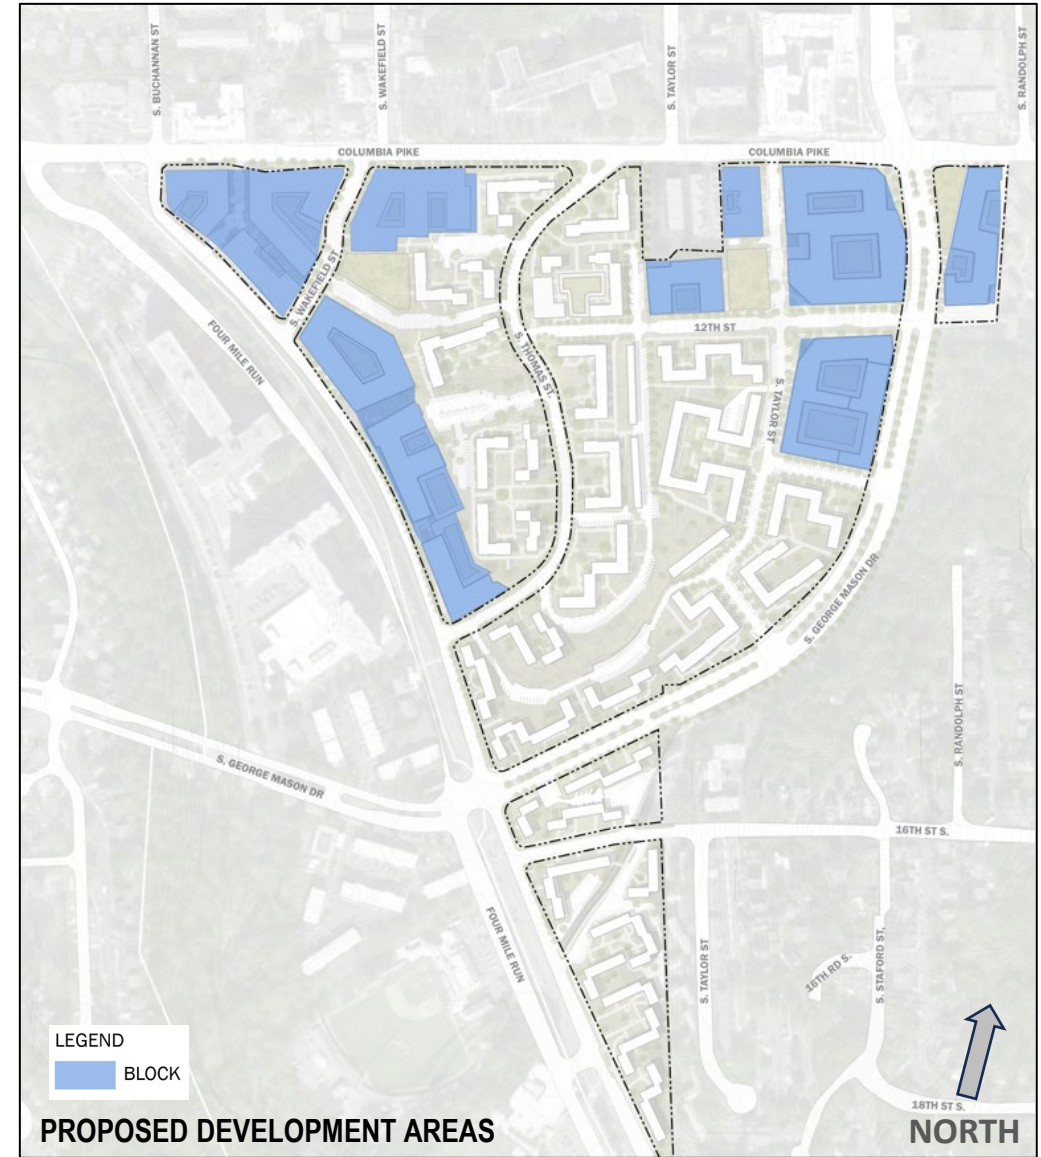 S. BUCHANNAN ST
S. WAKEFIELD ST
S. TAYLOR ST
S. RANDOLPH ST
COLUMBIA PIKE
COLUMBIA PIKE
S. WAKEFIELD ST
FOUR MILE RUN
12TH ST
S. THOMAS ST.
S. TAYLOR ST
S. GEORGE MASON DR
S. RANDOLPH ST
S. GEORGE MASON DR
16TH ST S.
FOUR MILE RUN
S. TAYLOR ST
16TH RD S.
S. STAFORD ST,
LEGEND
BLOCK
18TH ST S.
PROPOSED DEVELOPMENT AREAS
NORTH